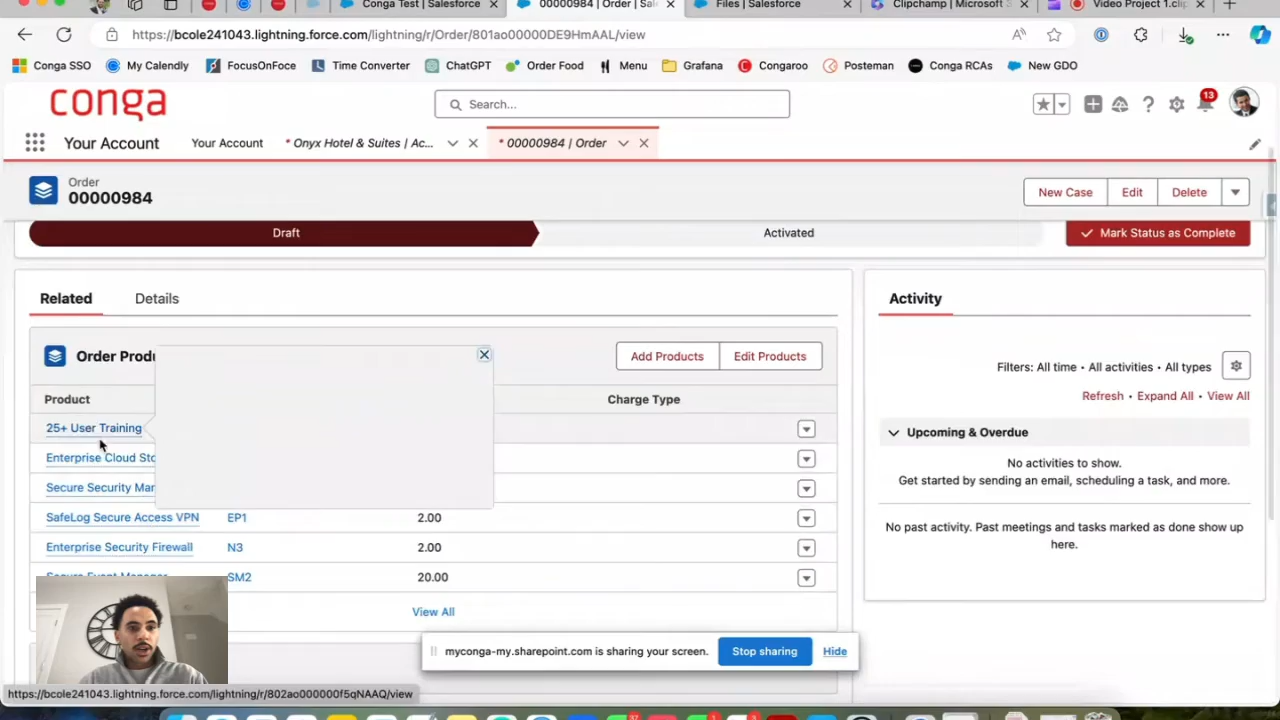 Conga Test | Salesforce
00000984 | Order | Sal
Files | Salesforce
Clipchamp | Microsoft
Video Project 1.clip
https://bcole241043.lightning.force.com/lightning/r/Order/801ao00000DE9HmAAL/view
Conga SSO
My Calendly
FocusOnFoce
Time Converter
ChatGPT
Order Food
Menu
Grafana
Congaroo
Posteman
Conga RCAs
New GDO
conga
Search...
13
Your Account
Your Account
* Onyx Hotel & Suites | Ac...
* 00000984 | Order
Order
00000984
New Case
Edit
Delete
Draft
Activated
Mark Status as Complete
Related
Details
Activity
Order Produ
Add Products
Edit Products
Filters: All time • All activities • All types
Refresh • Expand All • View All
Product
Charge Type
25+ User Training
Upcoming & Overdue
Enterprise Cloud Sto
No activities to show.
Get started by sending an email, scheduling a task, and more.
Secure Security Mar
SafeLog Secure Access VPN
EP1
2.00
No past activity. Past meetings and tasks marked as done show up
here.
Enterprise Security Firewall
N3
2.00
Secure Event Manager
SM2
20.00
View All
myconga-my.sharepoint.com is sharing your screen.
Stop sharing
Hide
https://bcole241043.lightning.force.com/lightning/r/802ao000000f5qNAAQ/view